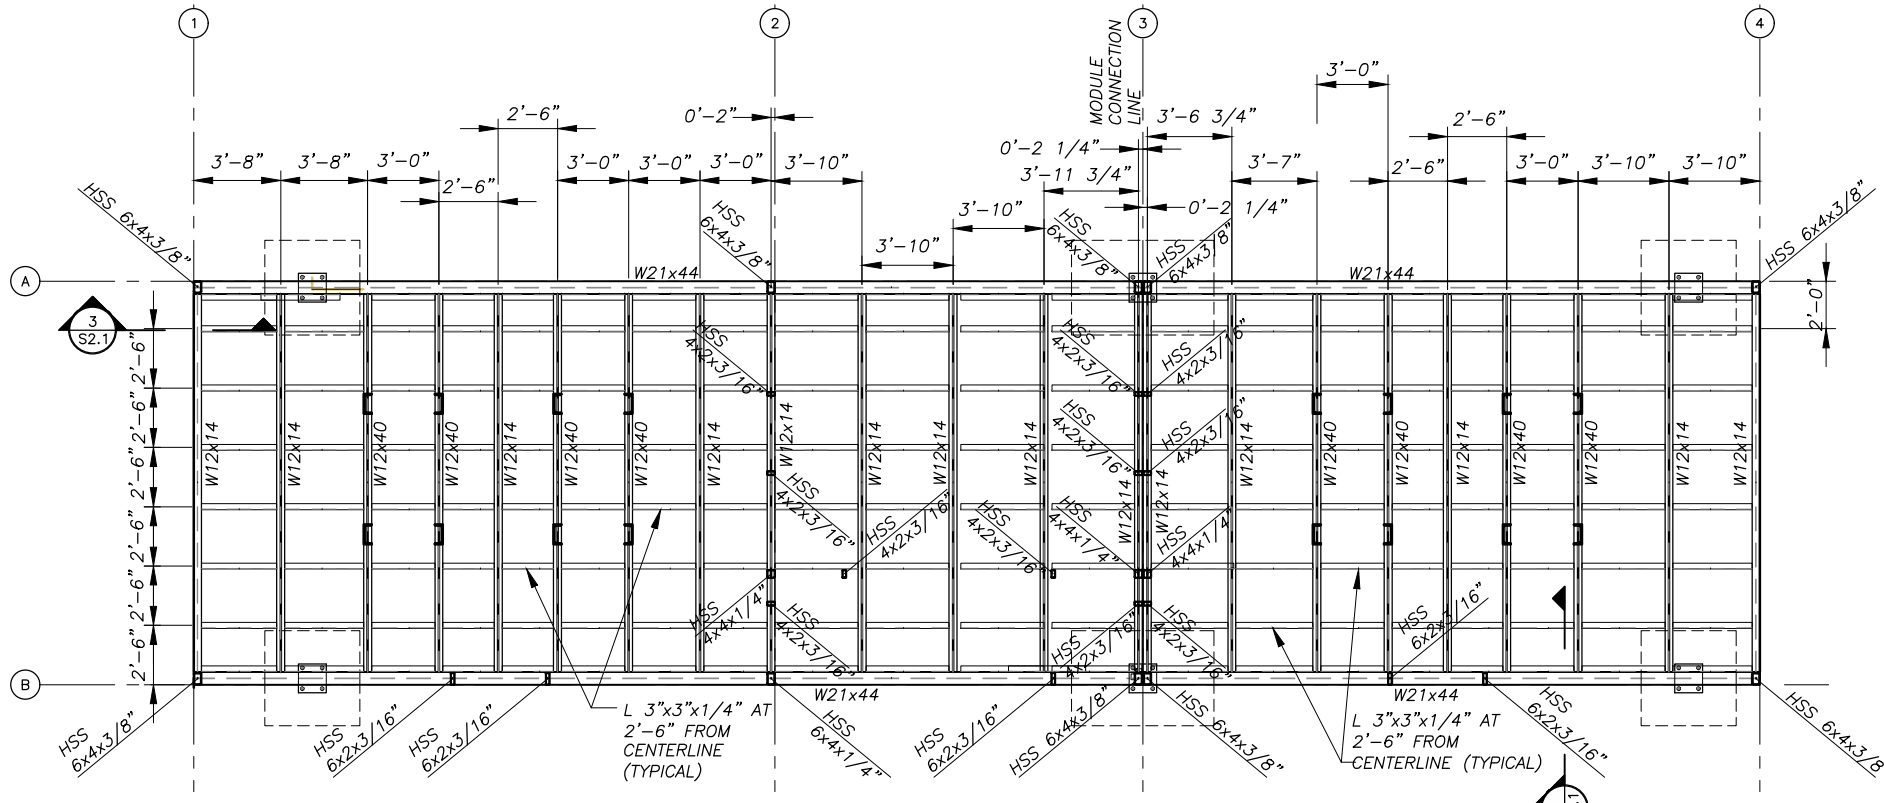 1
2
3
4
MODULE
CONNECTION
LINE
3'-0"
2'-6"
0'-2"
3'-6 3/4"
2'-6"
0'-2 1/4"
3'-8"
3'-8"
3'-0"
3'-0"
3'-0"
3'-0"
3'-10"
3'-11 3/4"
3'-7"
2'-6"
3'-0"
3'-10"
3'-10"
2'-6"
0'-2 1/4"
3'-10"
3'-10"
HSS 6x4x3/8"
HSS
6x4x3/8"
HSS
6x4x3/8"
HSS
6x4x3/8"
HSS 6x4x3/8"
A
W21x44
W21x44
2'-0"
3
S2.1
HSS
4x2x3/16"
HSS
4x2x3/16"
HSS
4x2x3/16"
2'-6"
2'-6"
2'-6"
2'-6"
2'-6"
2'-6"
W12x14
W12x14
W12x40
W12x40
W12x14
W12x40
W12x40
W12x14
W12x14
W12x14
W12x14
W12x14
W12x14
W12x14
W12x14
W12x40
W12x40
W12x14
W12x40
W12x40
W12x14
W12x14
HSS
4x2x3/16"
HSS
4x2x3/16"
HSS
4x2x3/16"
HSS
4x2x3/16"
HSS
4x2x3/16"
HSS
4x4x1/4"
HSS
4x4x1/4"
HSS
4x4x1/4"
HSS
4x2x3/16"
HSS
4x2x3/16"
HSS
4x2x3/16"
HSS
6x2x3/16"
B
W21x44
W21x44
HSS
6x4x3/8"
HSS
6x2x3/16"
HSS
6x2x3/16"
L 3"x3"x1/4" AT
2'-6" FROM
CENTERLINE
(TYPICAL)
HSS
6x4x1/4"
HSS
6x2x3/16"
HSS 6x4x3/8"
HSS 6x4x3/8"
L 3"x3"x1/4" AT
2'-6" FROM
CENTERLINE (TYPICAL)
HSS
6x2x3/16"
HSS 6x4x3/8